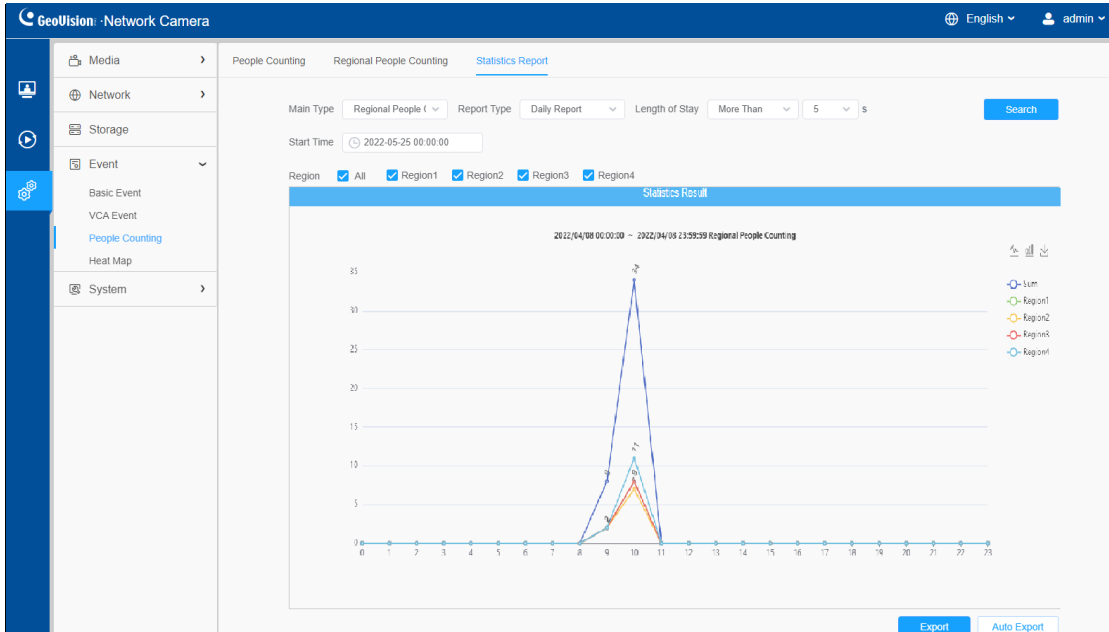 GeoVision: ·Network Camera
English
admin
Media
Network
Storage
Event
Basic Event
VCA Event
People Counting
Heat Map
System
People Counting Regional People Counting Statistics Report
Main Type Regional People ( Report Type Daily Report Length of Stay More Than 5 s Search
Start Time 2022-05-25 00:00:00
Region All Region1 Region2 Region3 Region4
Statistics Result
2022/04/08 00:00:00 ~ 2022/04/08 23:59:59 Regional People Counting
Sum
Region1
Region2
Region3
Region4
35
34
30
25
20
15
11
10
8
8
5
2
0
0 1 2 3 4 5 6 7 8 9 10 11 12 13 14 15 16 17 18 19 20 21 22 23
Export Auto Export